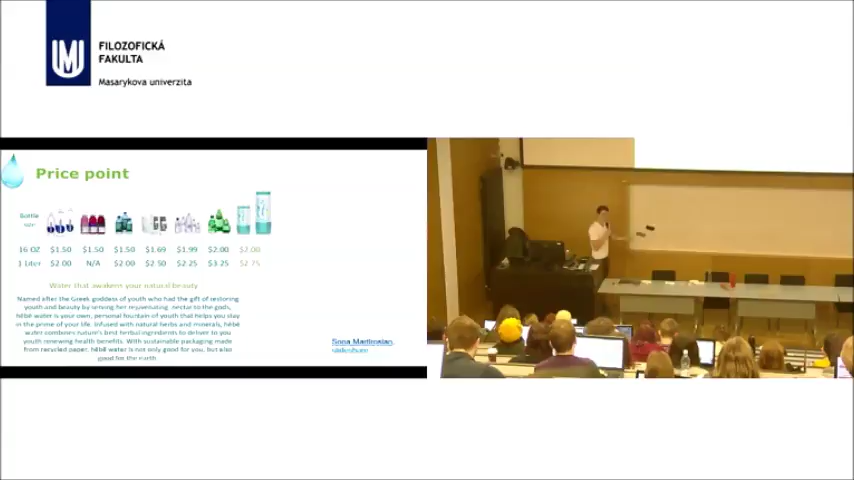 FILOZOFICKÁ
FAKULTA
Masarykova univerzita
Price point
Bottle
size
16 OZ $1.50 $1.50 $1.50 $1.69 $1.99 $2.00 $2.00
1 Liter $2.00 N/A $2.00 $2.50 $2.25 $3.25 $2.75
Water that awakens your natural beauty
Named after the Greek goddess of youth who had the gift of restoring
youth and beauty by serving her rejuvenating nectar to the gods,
hébé water is your own, personal fountain of youth that helps you stay
in the prime of your life. Infused with natural herbs and minerals, hébé
water combines nature's best herbal ingredients to deliver to you
youth renewing health benefits. With sustainable packaging made
from recycled paper, hébé water is not only good for you, but also
good for the earth
slideshare